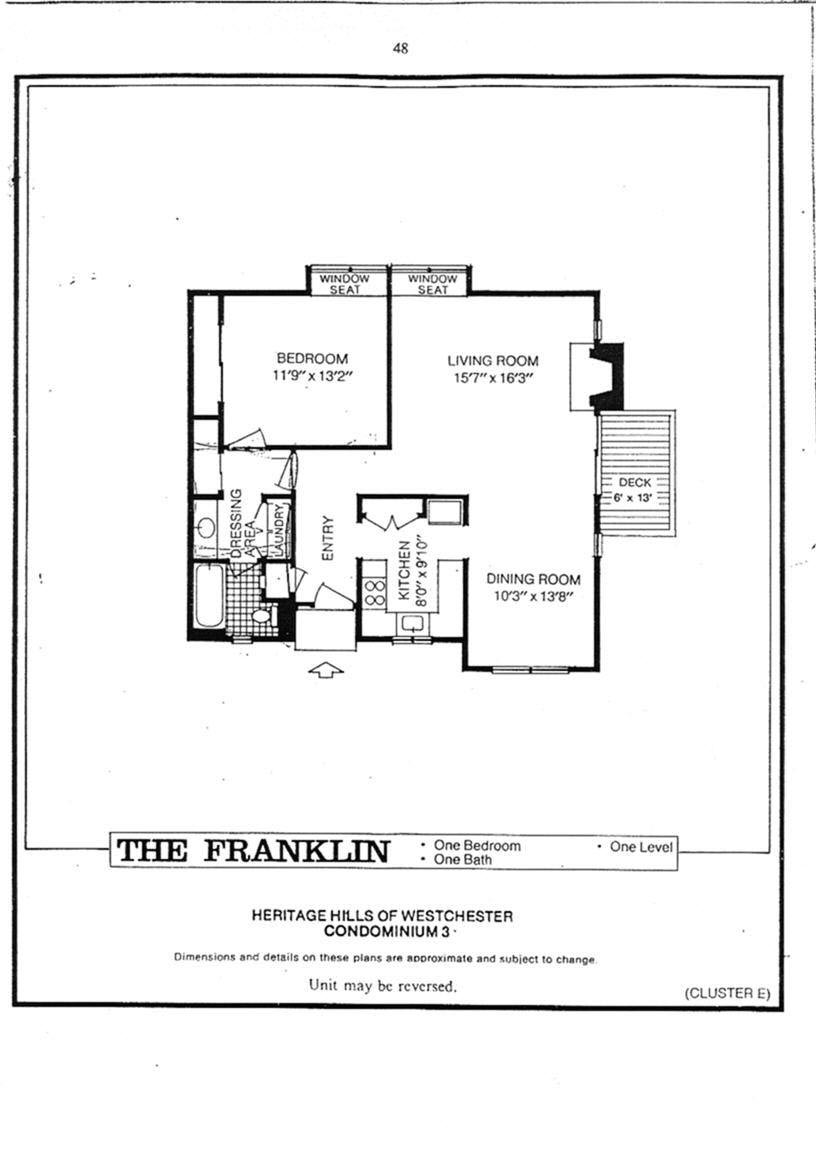 48
WINDOW
SEAT
WINDOW
SEAT
BEDROOM
11'9" x 13'2"
LIVING ROOM
15'7" x 16'3"
DECK
6' x 13'
DRESSING
AREA
LAUNDRY
ENTRY
KITCHEN
8'0" x 9'10"
DINING ROOM
10'3" x 13'8"
THE FRANKLIN
• One Bedroom
• One Bath
• One Level
HERITAGE HILLS OF WESTCHESTER
CONDOMINIUM 3
Dimensions and details on these plans are approximate and subject to change.
Unit may be reversed.
(CLUSTER E)